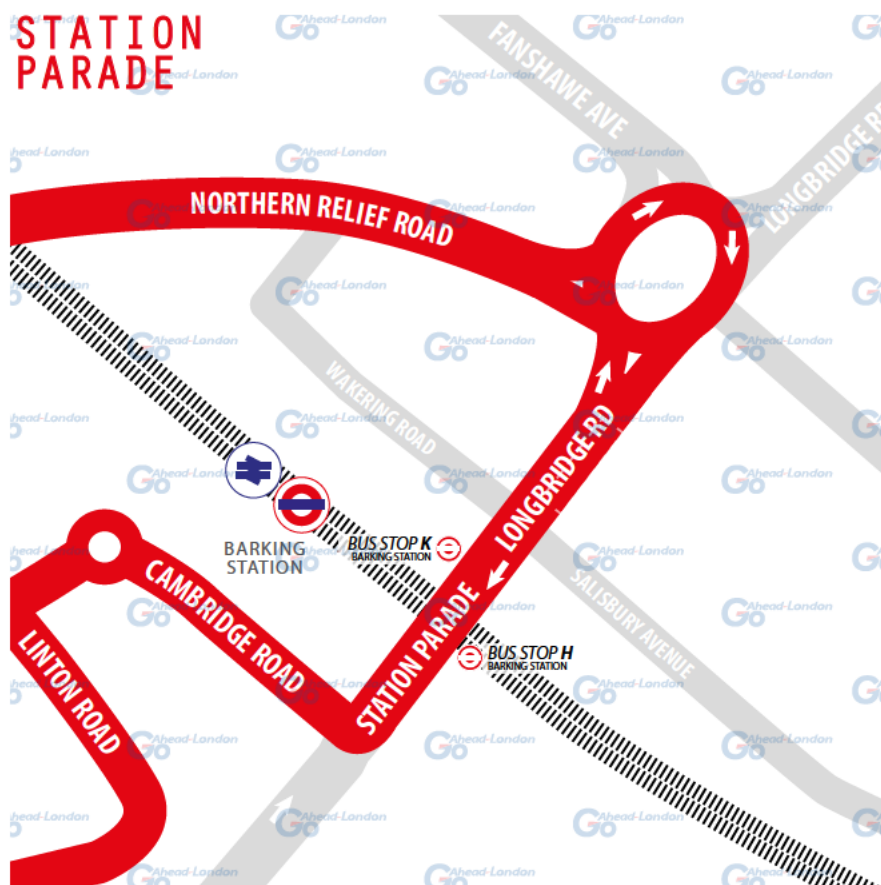 STATION
PARADE
FANSHAWE AVE
LONGBRIDGE
NORTHERN RELIEF ROAD
WAKERING ROAD
LONGBRIDGE RD
BUS STOP K
BARKING STATION
BARKING
STATION
CAMBRIDGE ROAD
STATION PARADE
SALISBURY AVENUE
BUS STOP H
BARKING STATION
LINTON ROAD
Go Ahead-London